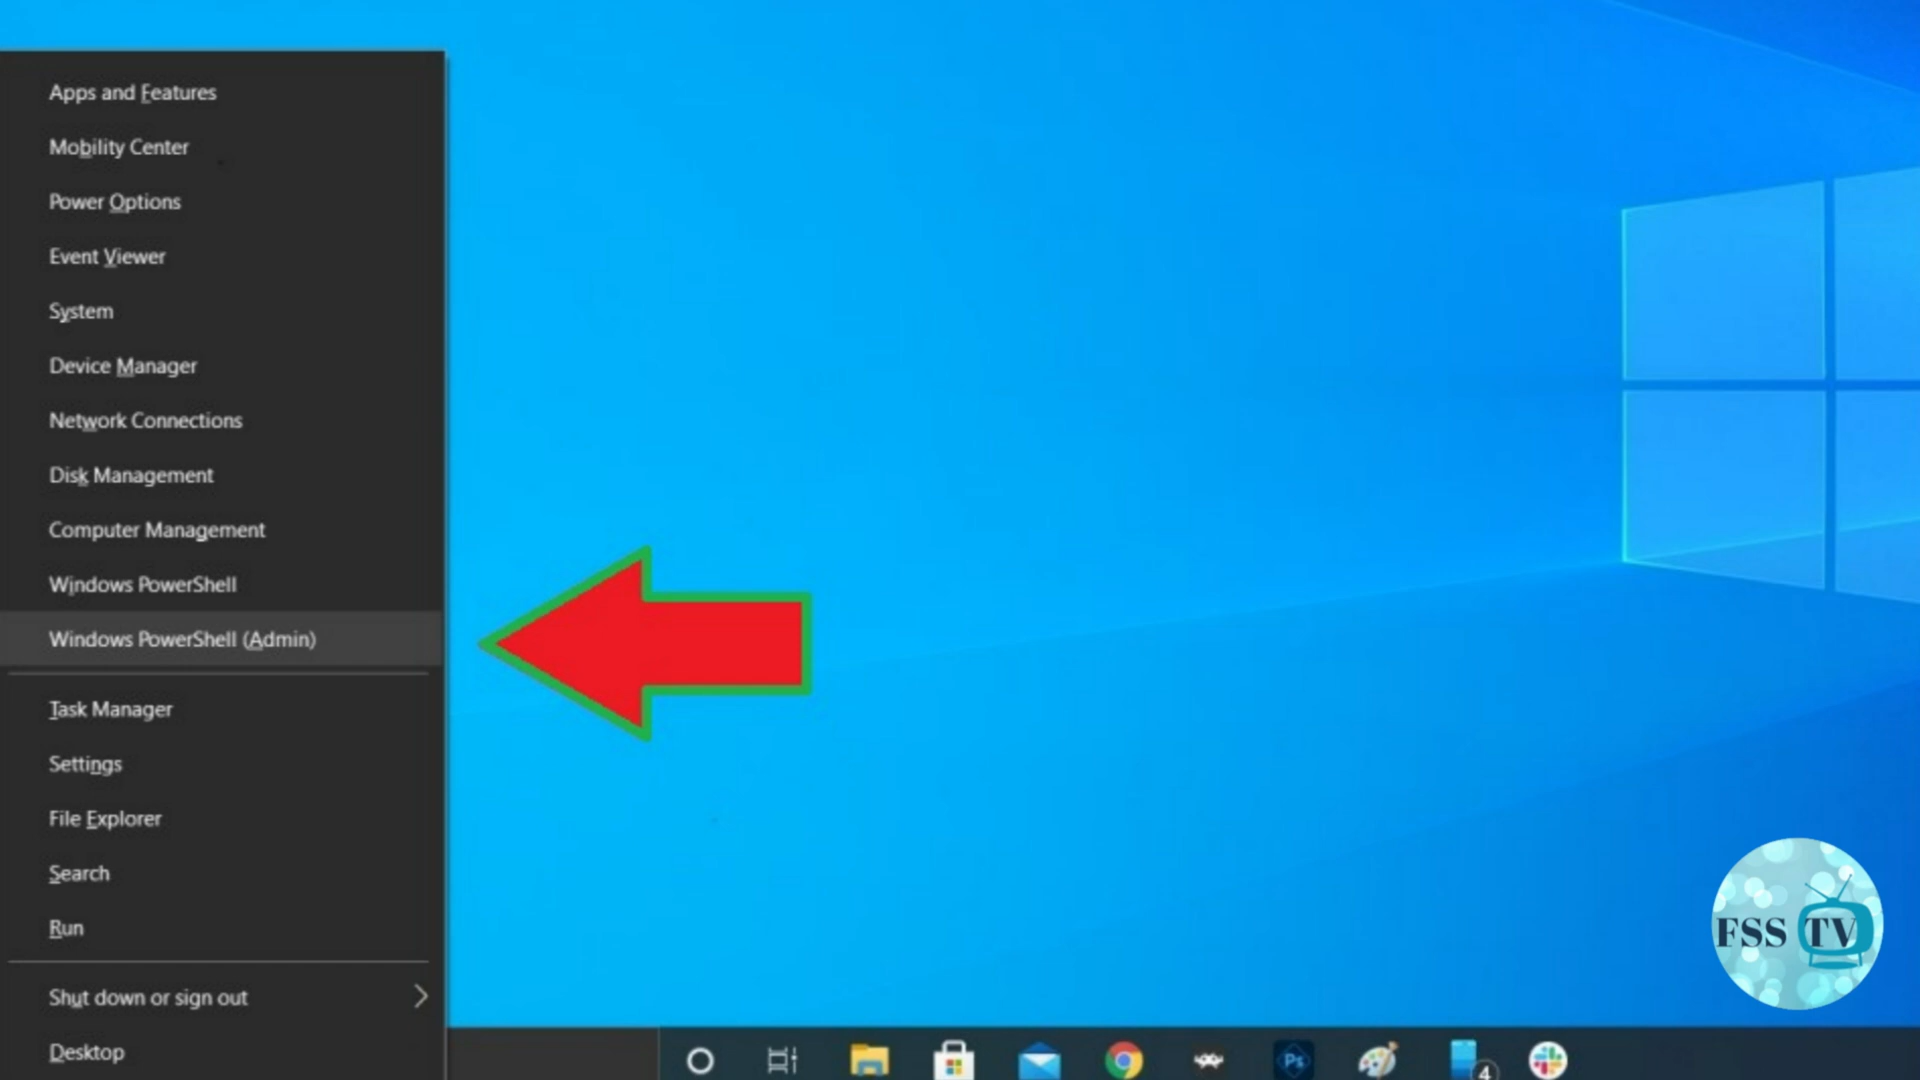 Apps and Features
Mobility Center
Power Options
Event Viewer
System
Device Manager
Network Connections
Disk Management
Computer Management
Windows PowerShell
Windows PowerShell (Admin)
Task Manager
Settings
File Explorer
Search
Run
Shut down or sign out
Desktop
FSS TV
Ps
4